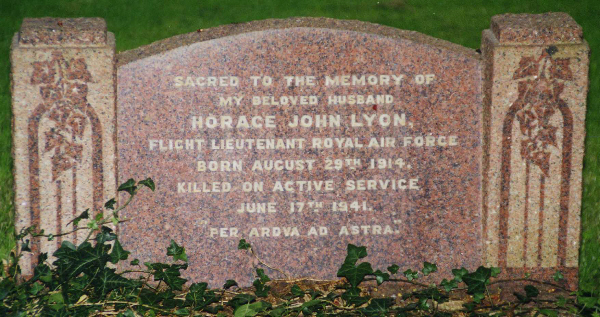 SACRED TO THE MEMORY OF
MY BELOVED HUSBAND
HORACE JOHN LYON,
FLIGHT LIEUTENANT ROYAL AIR FORCE
BORN AUGUST 29TH 1914,
KILLED ON ACTIVE SERVICE
JUNE 17TH 1941.
"PER ARDVA AD ASTRA."